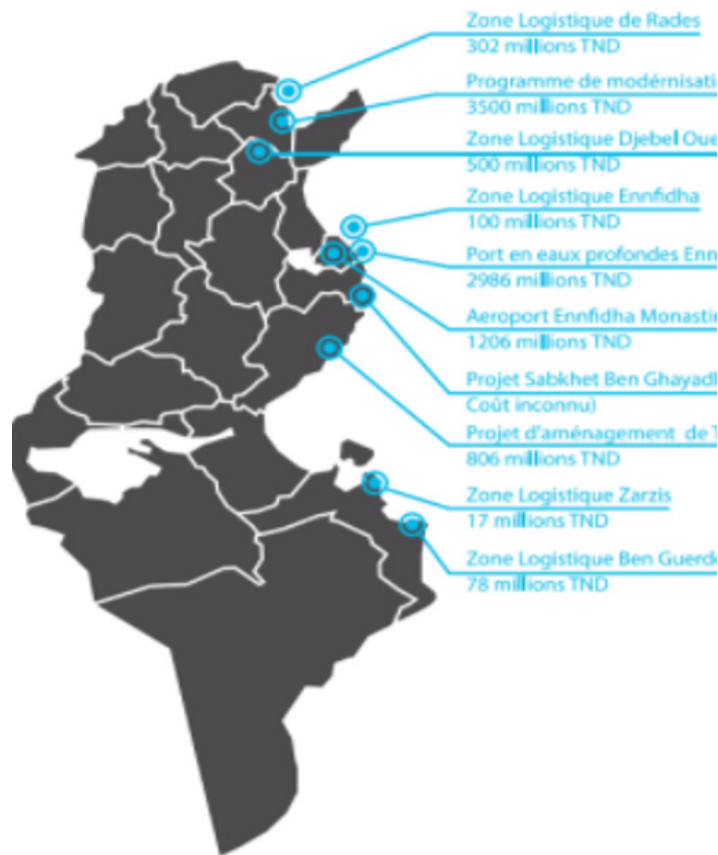 Zone Logistique de Rades
302 millions TND
Programme de modérnisati
3500 millions TND
Zone Logistique Djebel Oue
500 millions TND
Zone Logistique Ennfidha
100 millions TND
Port en eaux profondes Enn
2986 millions TND
Aeroport Ennfidha Monastir
1206 millions TND
Projet Sabkhet Ben Ghayadh
Coût inconnu)
Projet d'aménagement de T
806 millions TND
Zone Logistique Zarzis
17 millions TND
Zone Logistique Ben Guerde
78 millions TND